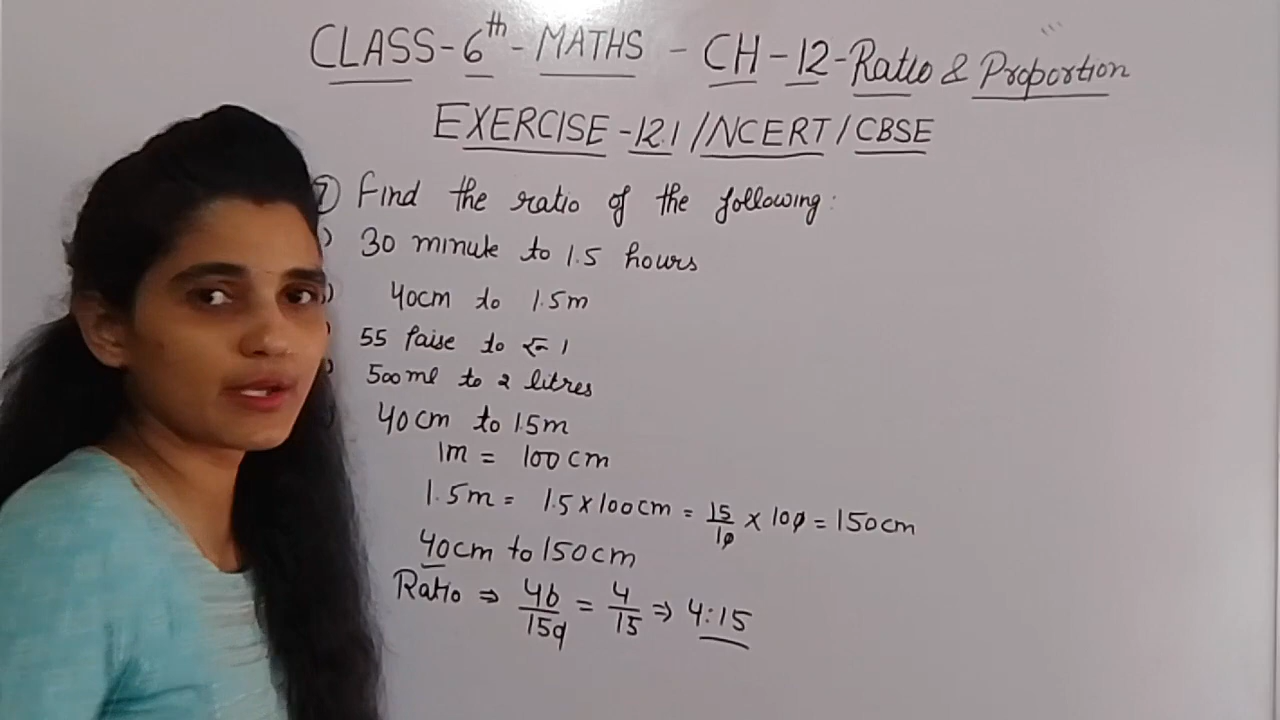 CLASS-6th-MATHS - CH-12-Ratio & Proportion
EXERCISE-12.1/NCERT/CBSE
Find the ratio of the following:
30 minute to 1.5 hours
40cm to 1.5m
55 Paise to ₹ 1
500ml to 2 litres
40cm to 1.5m
1m = 100cm
1.5m = 1.5×100cm = 15/10 × 100 = 150cm
40cm to 150cm
Ratio ⇒ 40/150 = 4/15 ⇒ 4:15